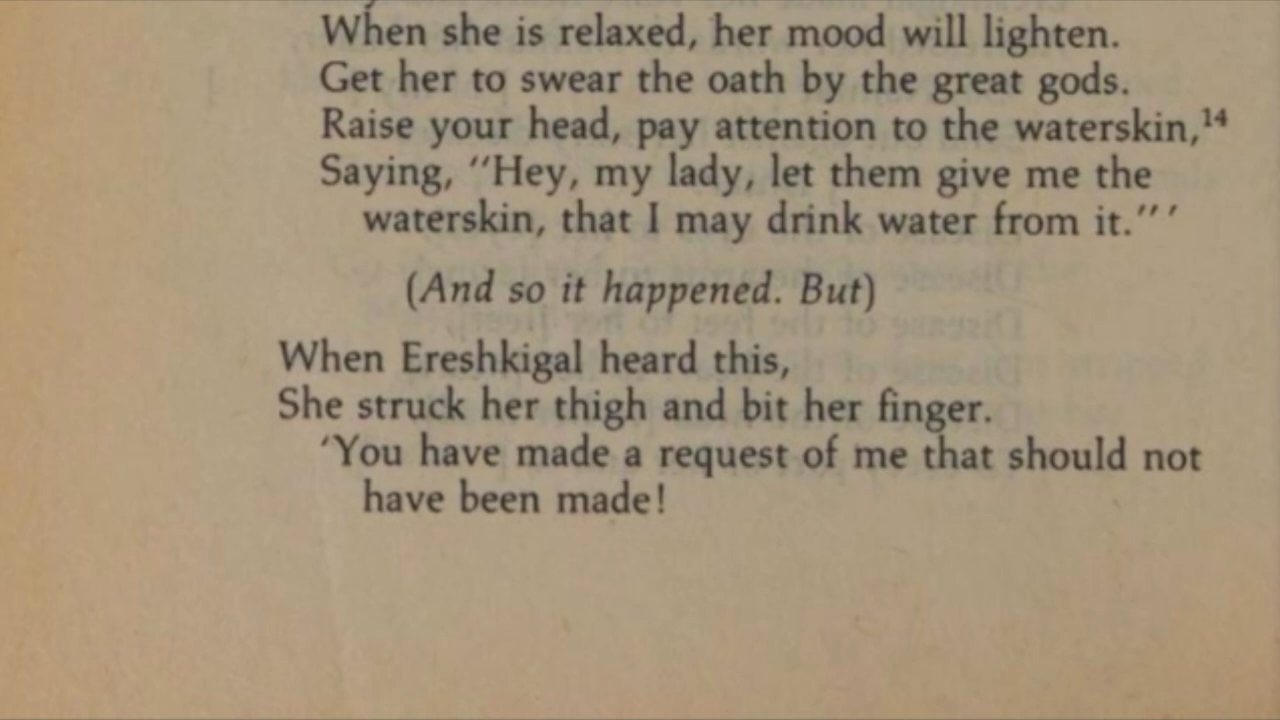 When she is relaxed, her mood will lighten.
Get her to swear the oath by the great gods.
Raise your head, pay attention to the waterskin,¹⁴
Saying, "Hey, my lady, let them give me the
waterskin, that I may drink water from it."'
(And so it happened. But)
When Ereshkigal heard this,
She struck her thigh and bit her finger.
'You have made a request of me that should not
have been made!